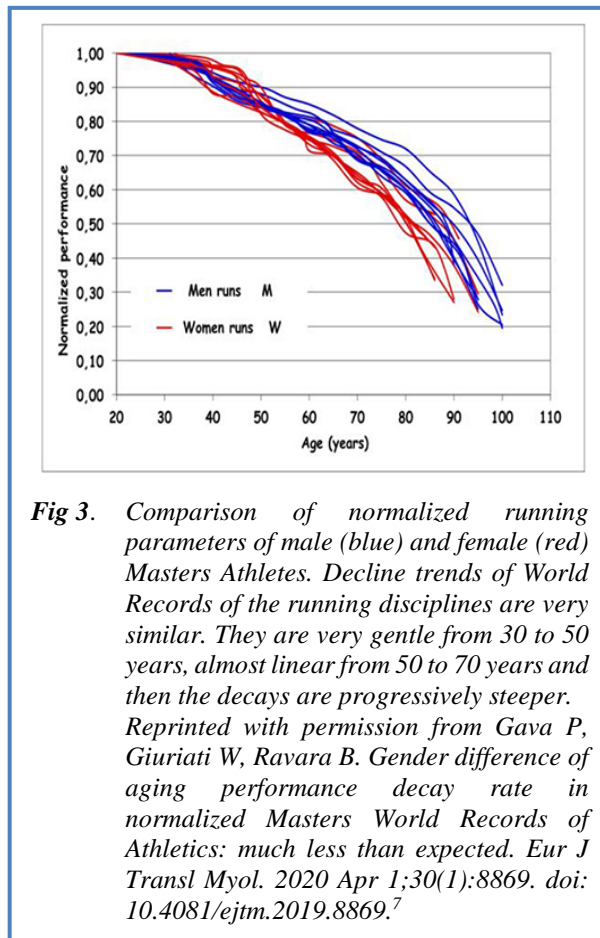 1,00
0,90
0,80
0,70
0,60
0,50
0,40
0,30
0,20
0,10
0,00
Normalized performance
Men runs M
Women runs W
20 30 40 50 60 70 80 90 100 110
Age (years)
Fig 3. Comparison of normalized running
parameters of male (blue) and female (red)
Masters Athletes. Decline trends of World
Records of the running disciplines are very
similar. They are very gentle from 30 to 50
years, almost linear from 50 to 70 years and
then the decays are progressively steeper.
Reprinted with permission from Gava P,
Giuriati W, Ravara B. Gender difference of
aging performance decay rate in
normalized Masters World Records of
Athletics: much less than expected. Eur J
Transl Myol. 2020 Apr 1;30(1):8869. doi:
10.4081/ejtm.2019.8869.7